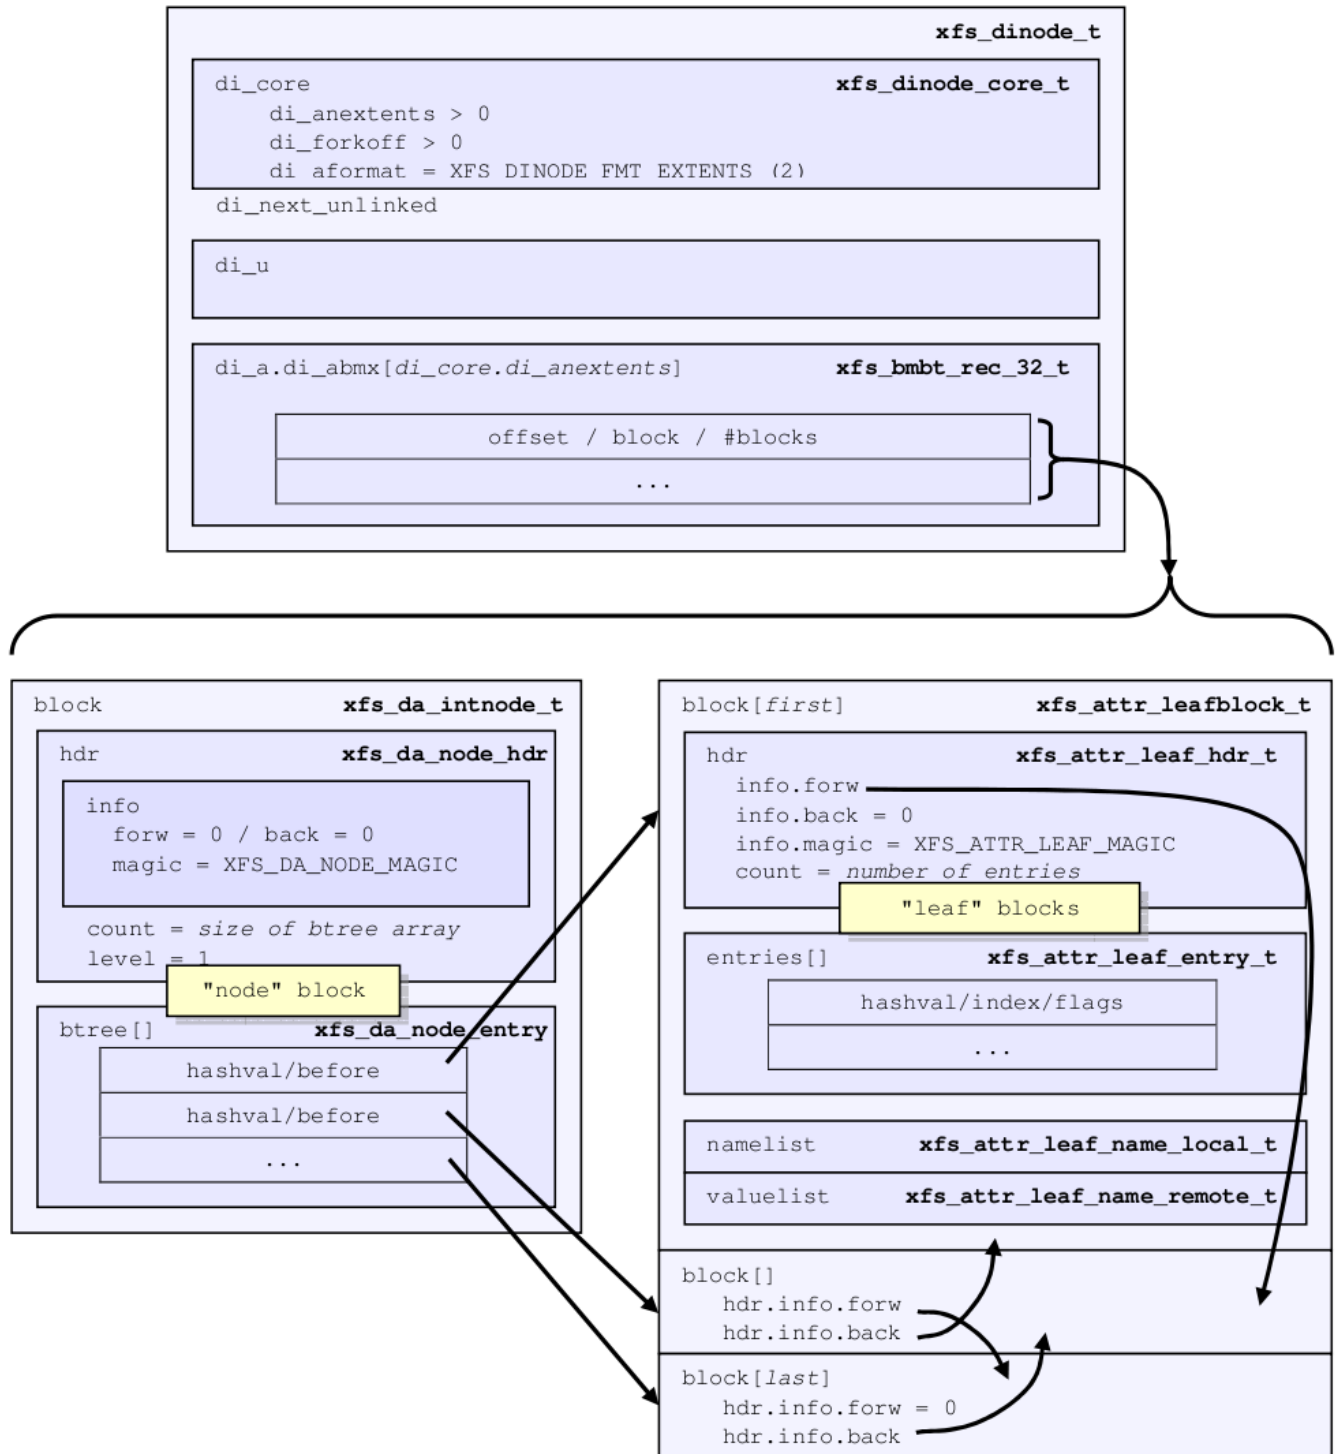 xfs_dinode_t
di_core xfs_dinode_core_t
di_anextents > 0
di_forkoff > 0
di_aformat = XFS_DINODE_FMT_EXTENTS (2)
di_next_unlinked
di_u
di_a.di_abmx[di_core.di_anextents] xfs_bmbt_rec_32_t
offset / block / #blocks
...
block xfs_da_intnode_t
hdr xfs_da_node_hdr
info
forw = 0 / back = 0
magic = XFS_DA_NODE_MAGIC
count = size of btree array
level = 1
"node" block
btree[] xfs_da_node_entry
hashval/before
hashval/before
...
block[first] xfs_attr_leafblock_t
hdr xfs_attr_leaf_hdr_t
info.forw
info.back = 0
info.magic = XFS_ATTR_LEAF_MAGIC
count = number of entries
"leaf" blocks
entries[] xfs_attr_leaf_entry_t
hashval/index/flags
...
namelist xfs_attr_leaf_name_local_t
valuelist xfs_attr_leaf_name_remote_t
block[]
hdr.info.forw
hdr.info.back
block[last]
hdr.info.forw = 0
hdr.info.back